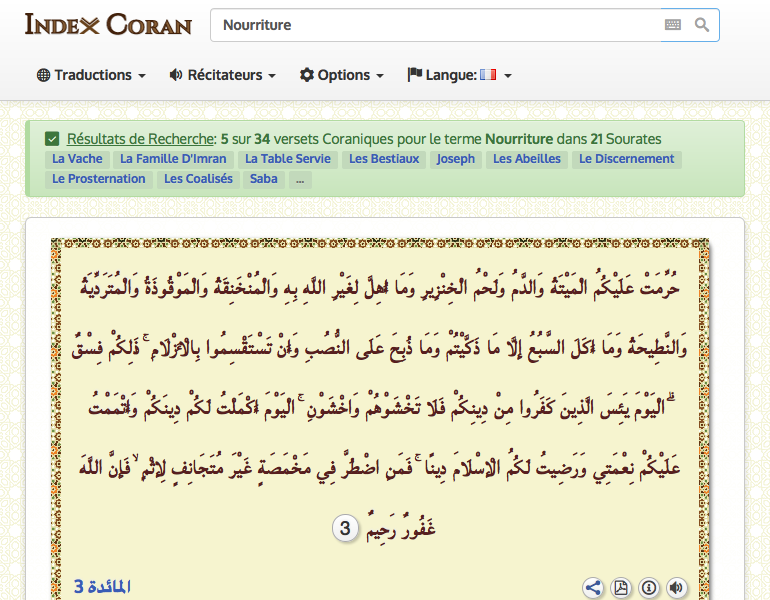 INDEX CORAN
Nourriture
Traductions Récitateurs Options Langue:
Résultats de Recherche: 5 sur 34 versets Coraniques pour le terme Nourriture dans 21 Sourates
La Vache La Famille D'Imran La Table Servie Les Bestiaux Joseph Les Abeilles Le Discernement
Le Prosternation Les Coalisés Saba ...
حُرِّمَتْ عَلَيْكُمُ الْمَيْتَةُ وَالدَّمُ وَلَحْمُ الْخِنْزِيرِ وَمَا أُهِلَّ لِغَيْرِ اللَّهِ بِهِ وَالْمُنْخَنِقَةُ وَالْمَوْقُوذَةُ وَالْمُتَرَدِّيَةُ
وَالنَّطِيحَةُ وَمَا أَكَلَ السَّبُعُ إِلَّا مَا ذَكَّيْتُمْ وَمَا ذُبِحَ عَلَى النُّصُبِ وَأَنْ تَسْتَقْسِمُوا بِالْأَزْلَامِ ۚ ذَٰلِكُمْ فِسْقٌ
ۗ الْيَوْمَ يَئِسَ الَّذِينَ كَفَرُوا مِنْ دِينِكُمْ فَلَا تَخْشَوْهُمْ وَاخْشَوْنِ ۚ الْيَوْمَ أَكْمَلْتُ لَكُمْ دِينَكُمْ وَأَتْمَمْتُ
عَلَيْكُمْ نِعْمَتِي وَرَضِيتُ لَكُمُ الْإِسْلَامَ دِينًا ۚ فَمَنِ اضْطُرَّ فِي مَخْمَصَةٍ غَيْرَ مُتَجَانِفٍ لِإِثْمٍ ۙ فَإِنَّ اللَّهَ
غَفُورٌ رَحِيمٌ 3
المائدة 3